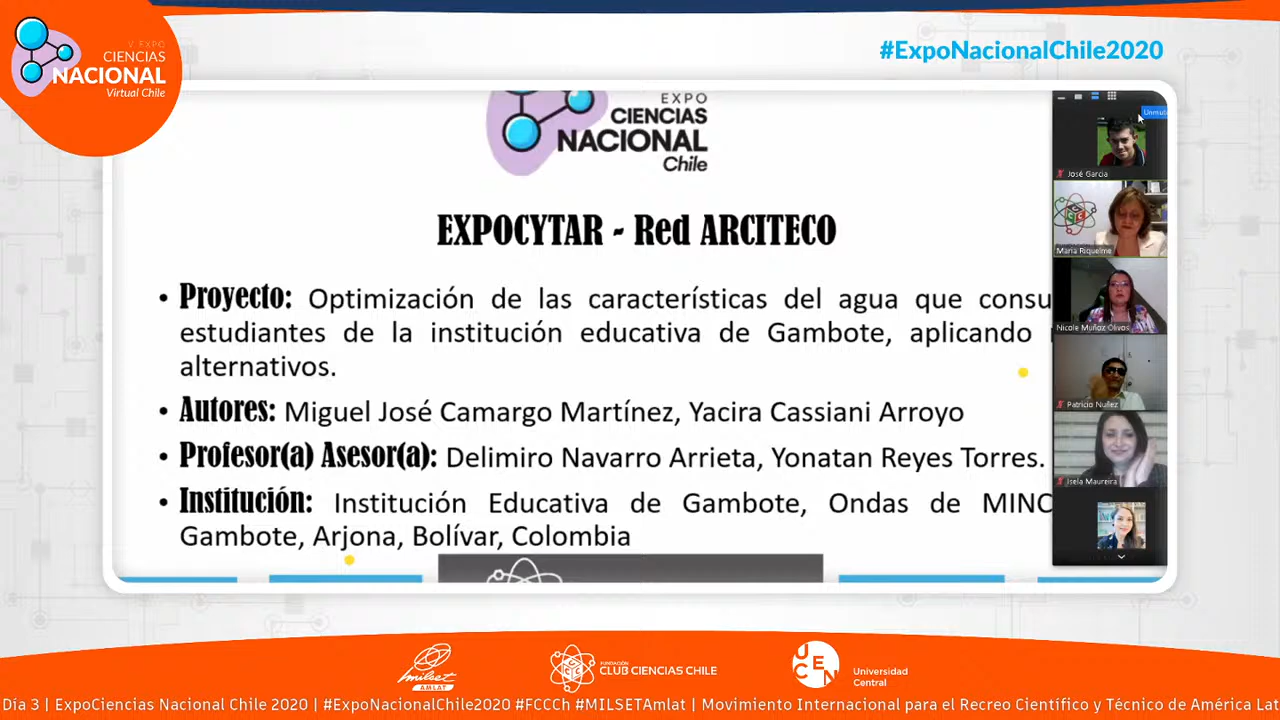 V EXPO
CIENCIAS
NACIONAL
Virtual Chile
#ExpoNacionalChile2020
EXPO
CIENCIAS
NACIONAL
Chile
EXPOCYTAR - Red ARCITECO
• Proyecto: Optimización de las características del agua que consu
estudiantes de la institución educativa de Gambote, aplicando
alternativos.
• Autores: Miguel José Camargo Martínez, Yacira Cassiani Arroyo
• Profesor(a) Asesor(a): Delimiro Navarro Arrieta, Yonatan Reyes Torres.
• Institución: Institución Educativa de Gambote, Ondas de MINC
Gambote, Arjona, Bolívar, Colombia
Unmute
José Garcia
Maria Riquelme
Nicole Muñoz Olivos
Patricio Nuñez
Isela Maureira
milset
AMLAT
FUNDACIÓN
CLUB CIENCIAS CHILE
UCEN
Universidad
Central
Día 3 | ExpoCiencias Nacional Chile 2020 | #ExpoNacionalChile2020 #FCCCh #MILSETAmlat | Movimiento Internacional para el Recreo Científico y Técnico de América Lat